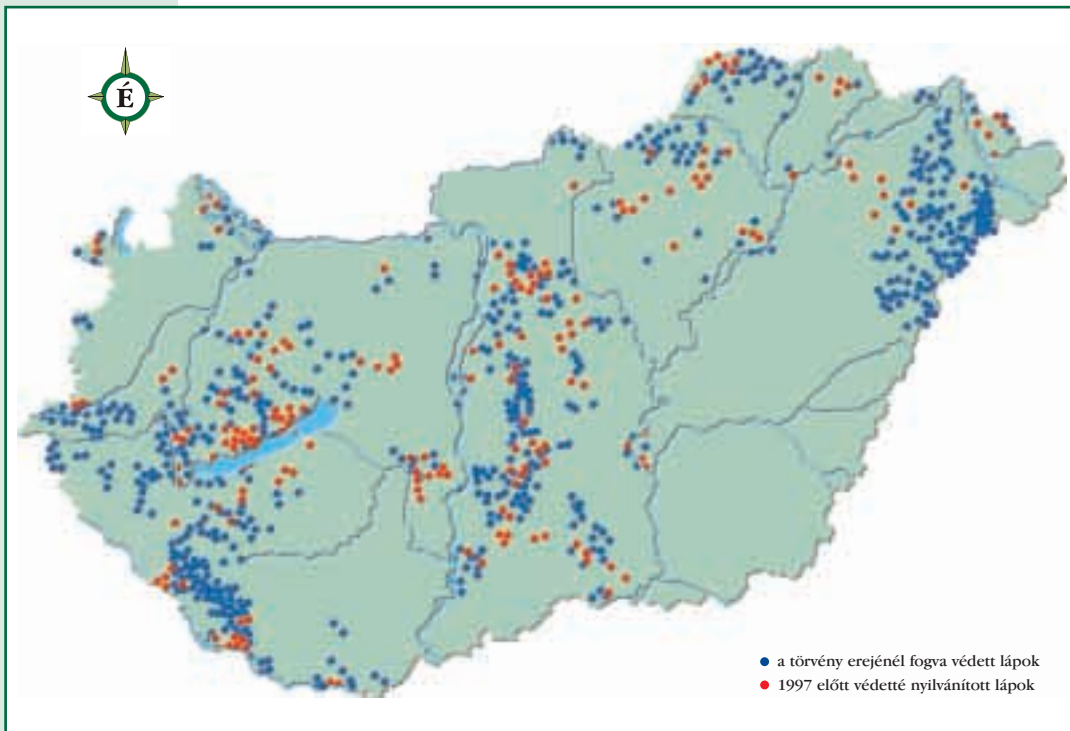 É
a törvény erejénél fogva védett lápok
1997 előtt védetté nyilvánított lápok